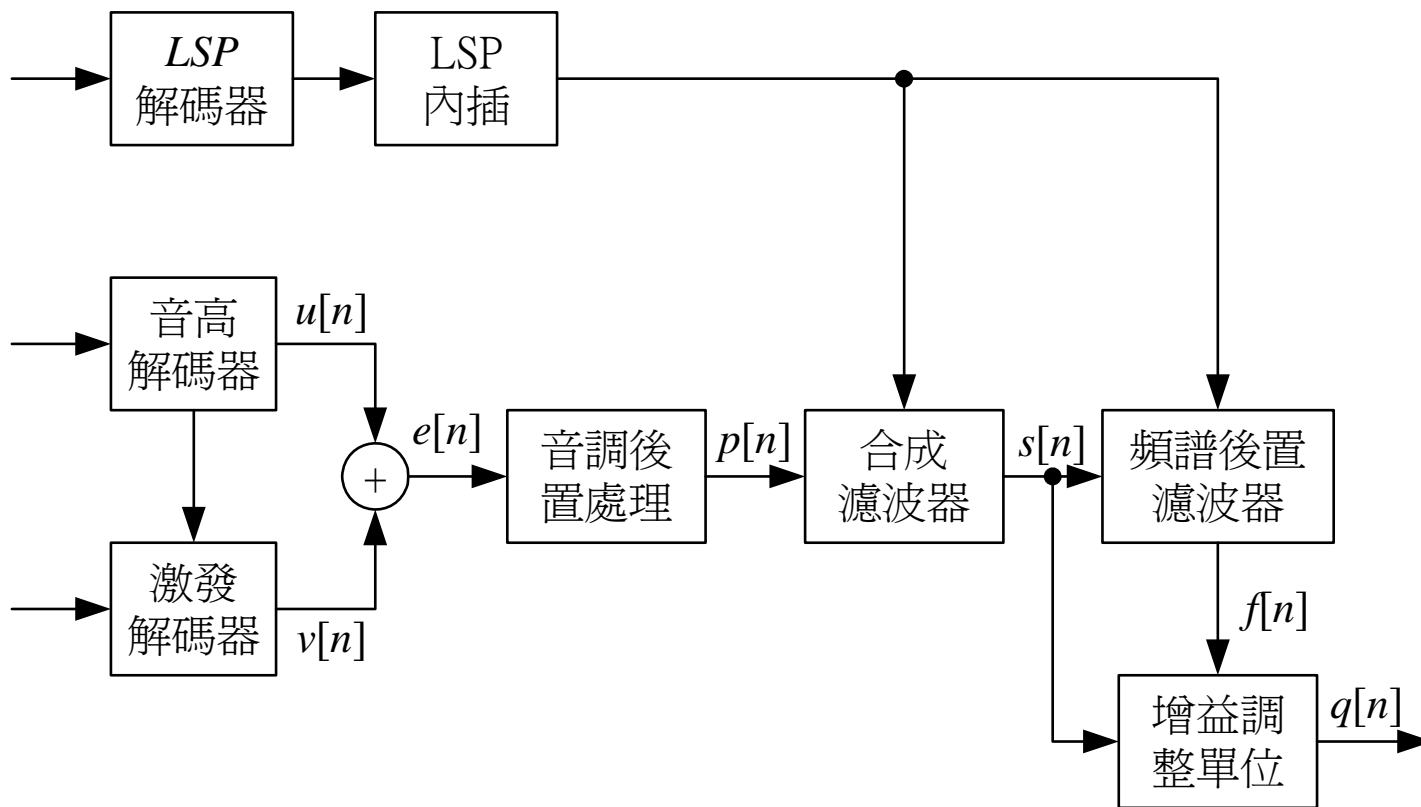 LSP
解碼器
LSP
內插
音高
解碼器
u[n]
激發
解碼器
v[n]
+
e[n]
音調後
置處理
p[n]
合成
濾波器
s[n]
頻譜後置
濾波器
f[n]
增益調
整單位
q[n]